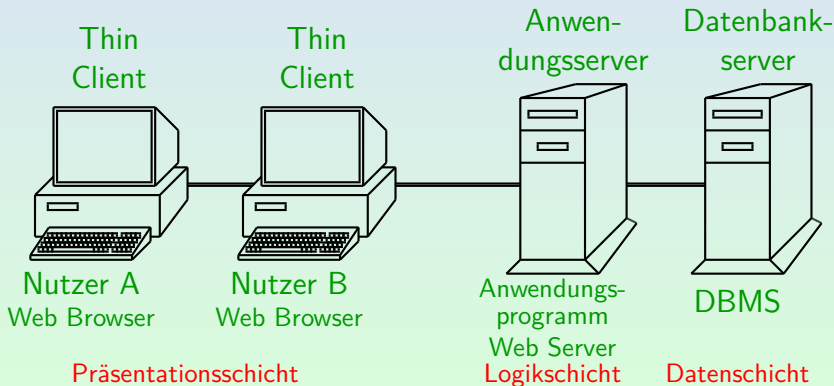 Thin
Client
Thin
Client
Anwen-
dungsserver
Datenbank-
server
Nutzer A
Web Browser
Nutzer B
Web Browser
Anwendungs-
programm
Web Server
DBMS
Präsentationsschicht
Logikschicht
Datenschicht